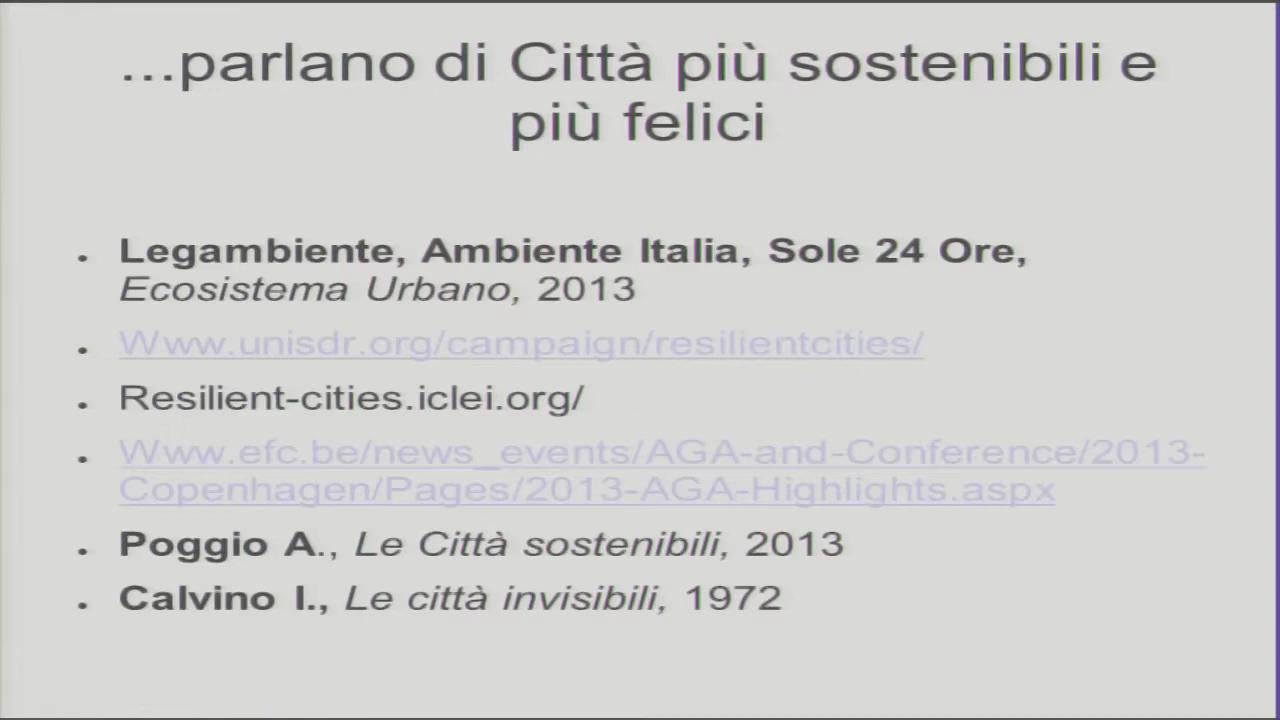 ...parlano di Città più sostenibili e
più felici
Legambiente, Ambiente Italia, Sole 24 Ore,
Ecosistema Urbano, 2013
Www.unisdr.org/campaign/resilientcities/
Resilient-cities.iclei.org/
Www.efc.be/news_events/AGA-and-Conference/2013-
Copenhagen/Pages/2013-AGA-Highlights.aspx
Poggio A., Le Città sostenibili, 2013
Calvino I., Le città invisibili, 1972